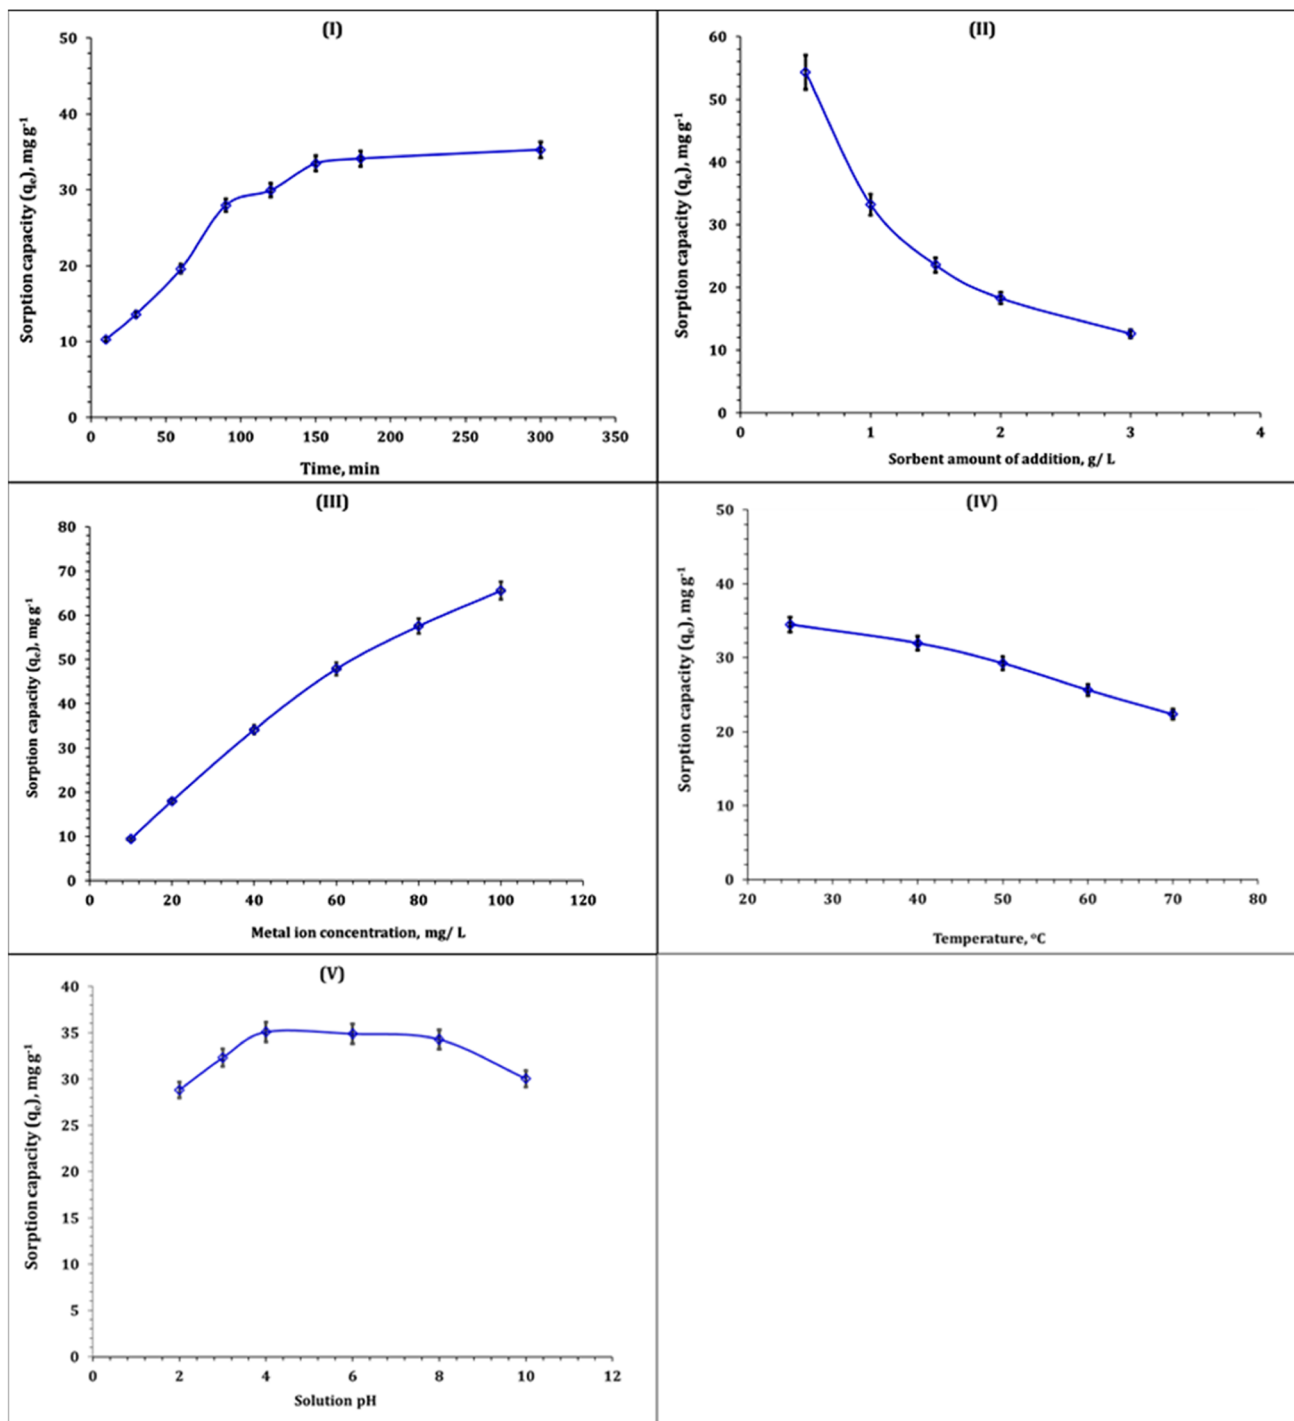 (I)
50
40
30
20
10
0
Sorption capacity (qe), mg g-1
0 50 100 150 200 250 300 350
Time, min
(II)
60
50
40
30
20
10
0
Sorption capacity (qe), mg g-1
0 1 2 3 4
Sorbent amount of addition, g/ L
(III)
80
70
60
50
40
30
20
10
0
Sorption capacity (qe), mg g-1
0 20 40 60 80 100 120
Metal ion concentration, mg/ L
(IV)
50
40
30
20
10
0
Sorption capacity (qe), mg g-1
20 30 40 50 60 70 80
Temperature, °C
(V)
40
35
30
25
20
15
10
5
0
Sorption capacity (qe), mg g-1
0 2 4 6 8 10 12
Solution pH